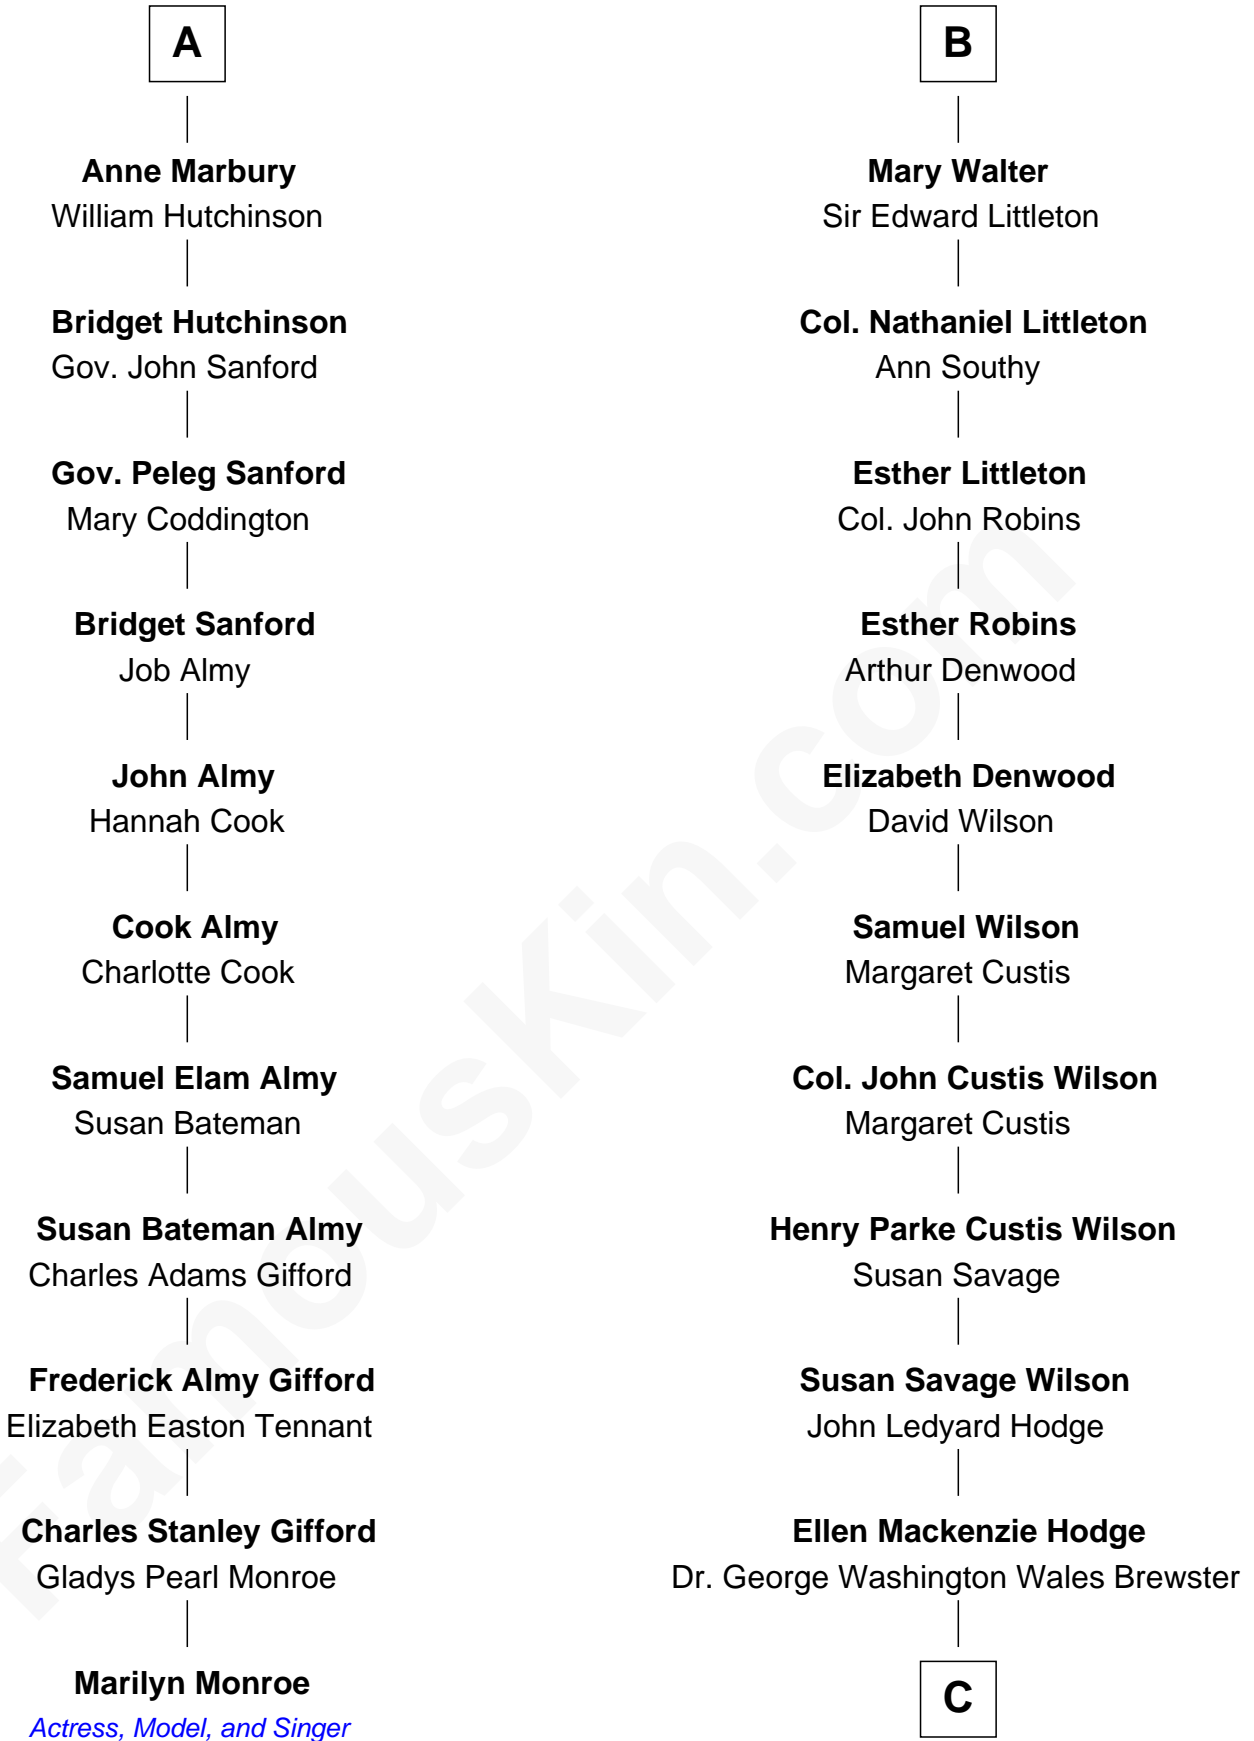 A
Anne Marbury
William Hutchinson
Bridget Hutchinson
Gov. John Sanford
Gov. Peleg Sanford
Mary Coddington
Bridget Sanford
Job Almy
John Almy
Hannah Cook
Cook Almy
Charlotte Cook
Samuel Elam Almy
Susan Bateman
Susan Bateman Almy
Charles Adams Gifford
Frederick Almy Gifford
Elizabeth Easton Tennant
Charles Stanley Gifford
Gladys Pearl Monroe
Marilyn Monroe
Actress, Model, and Singer
B
Mary Walter
Sir Edward Littleton
Col. Nathaniel Littleton
Ann Southy
Esther Littleton
Col. John Robins
Esther Robins
Arthur Denwood
Elizabeth Denwood
David Wilson
Samuel Wilson
Margaret Custis
Col. John Custis Wilson
Margaret Custis
Henry Parke Custis Wilson
Susan Savage
Susan Savage Wilson
John Ledyard Hodge
Ellen Mackenzie Hodge
Dr. George Washington Wales Brewster
C
FamousKin.com